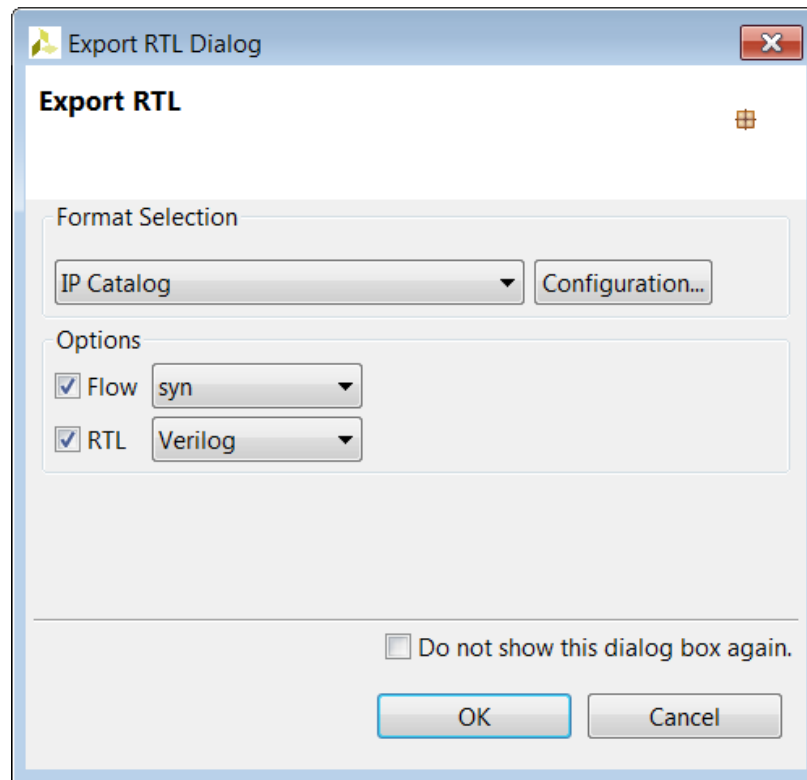 Export RTL Dialog
Export RTL
Format Selection
IP Catalog Configuration...
Options
Flow syn
RTL Verilog
Do not show this dialog box again.
OK Cancel